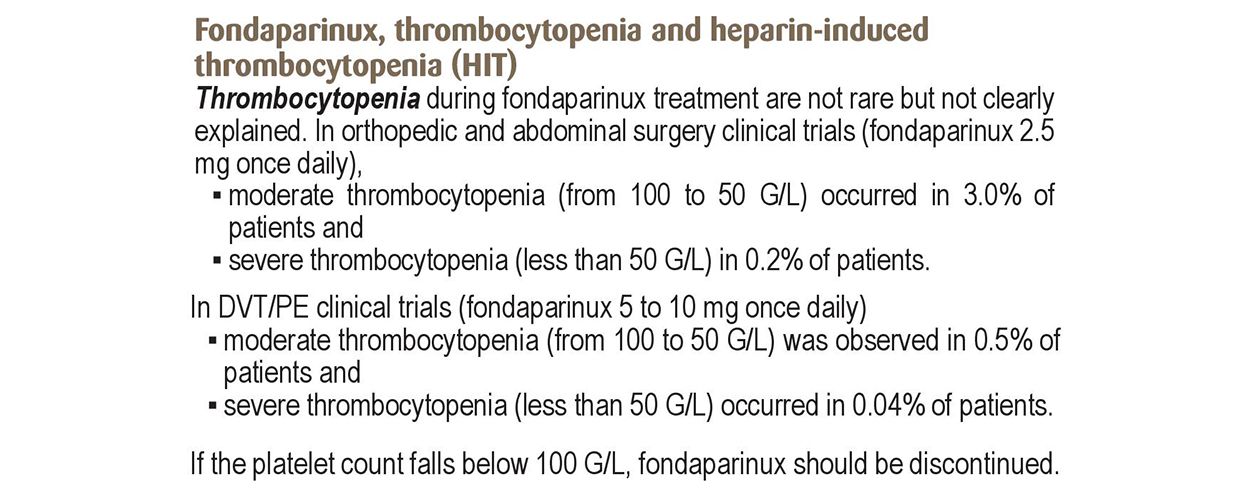 Fondaparinux, thrombocytopenia and heparin-induced
thrombocytopenia (HIT)
Thrombocytopenia during fondaparinux treatment are not rare but not clearly
explained. In orthopedic and abdominal surgery clinical trials (fondaparinux 2.5
mg once daily),
▪ moderate thrombocytopenia (from 100 to 50 G/L) occurred in 3.0% of
patients and
▪ severe thrombocytopenia (less than 50 G/L) in 0.2% of patients.
In DVT/PE clinical trials (fondaparinux 5 to 10 mg once daily)
▪ moderate thrombocytopenia (from 100 to 50 G/L) was observed in 0.5% of
patients and
▪ severe thrombocytopenia (less than 50 G/L) occurred in 0.04% of patients.
If the platelet count falls below 100 G/L, fondaparinux should be discontinued.